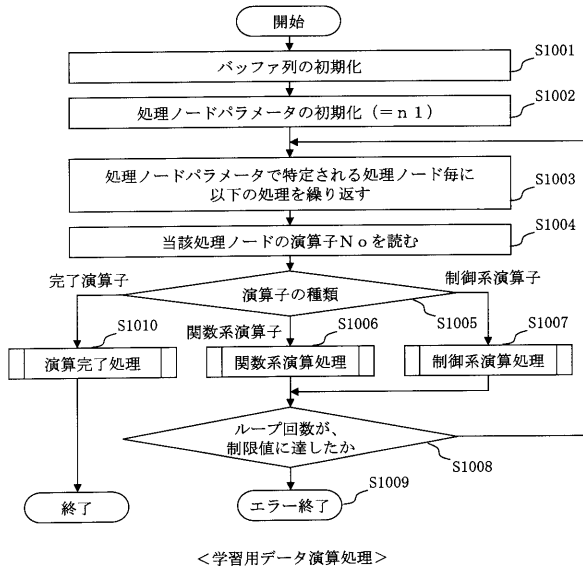 開始
S1001
バッファ列の初期化
S1002
処理ノードパラメータの初期化（＝ｎ１）
処理ノードパラメータで特定される処理ノード毎に
以下の処理を繰り返す
S1003
S1004
当該処理ノードの演算子Ｎｏを読む
完了演算子
制御系演算子
演算子の種類
S1005
S1010
関数系演算子
S1006
S1007
演算完了処理
関数系演算処理
制御系演算処理
ループ回数が、
制限値に達したか
S1008
S1009
終了
エラー終了
＜学習用データ演算処理＞